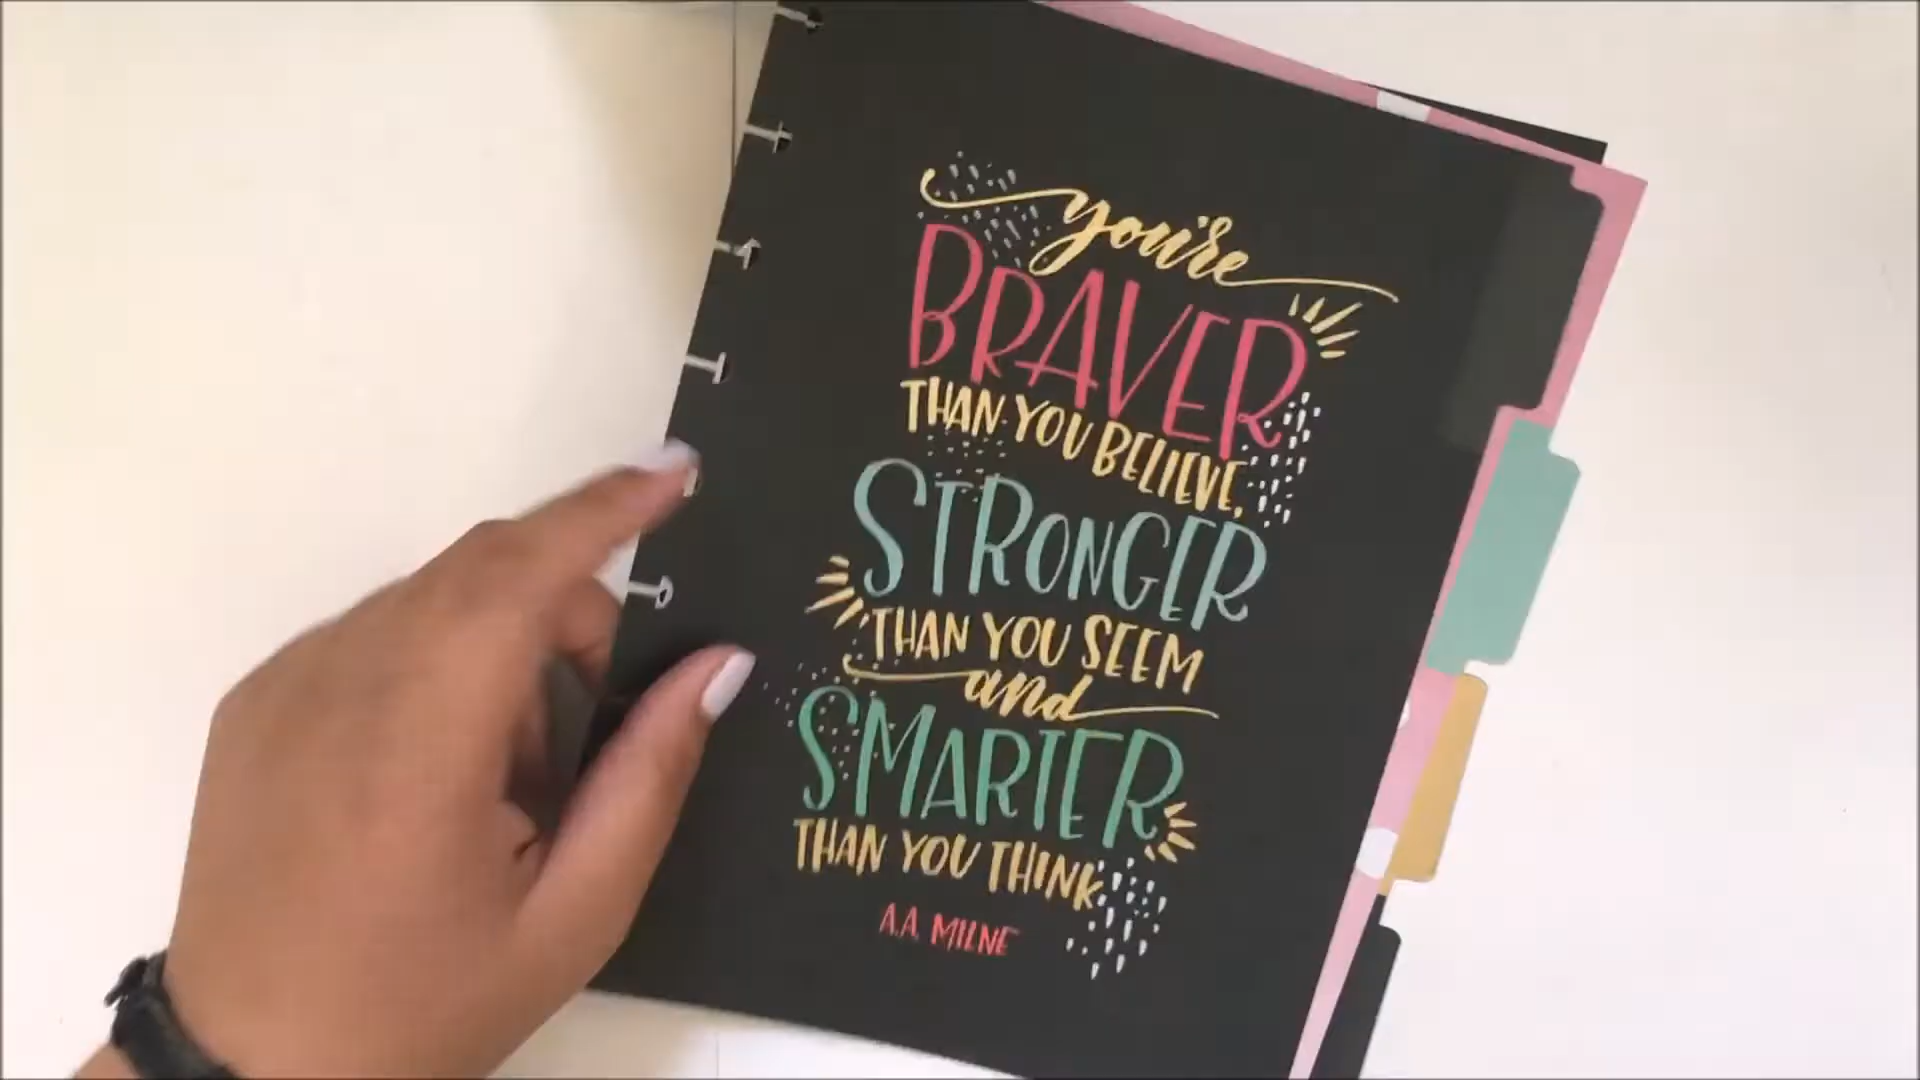 you're
BRAVER
THAN YOU BELIEVE,
STRONGER
THAN YOU SEEM
and
SMARTER
THAN YOU THINK
A.A. MILNE